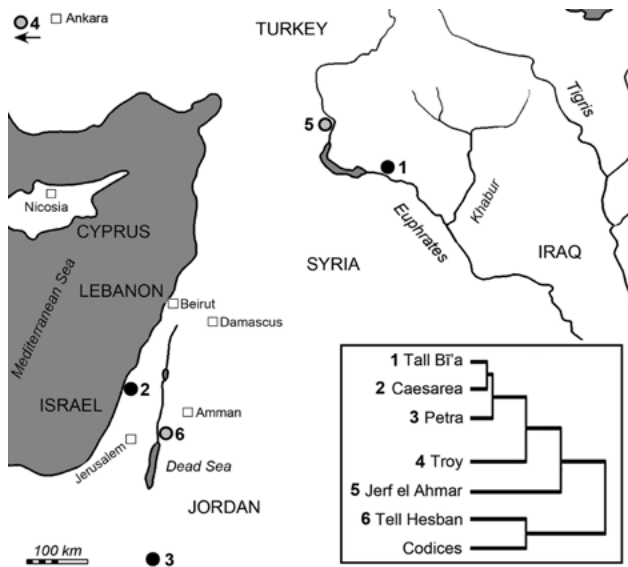 4
Ankara
TURKEY
Tigris
5
1
Nicosia
Khabur
Euphrates
CYPRUS
IRAQ
SYRIA
Mediterranean Sea
LEBANON
Beirut
Damascus
2
ISRAEL
Amman
6
Jerusalem
Dead Sea
JORDAN
100 km
3
1 Tall Bī'a
2 Caesarea
3 Petra
4 Troy
5 Jerf el Ahmar
6 Tell Hesban
Codices